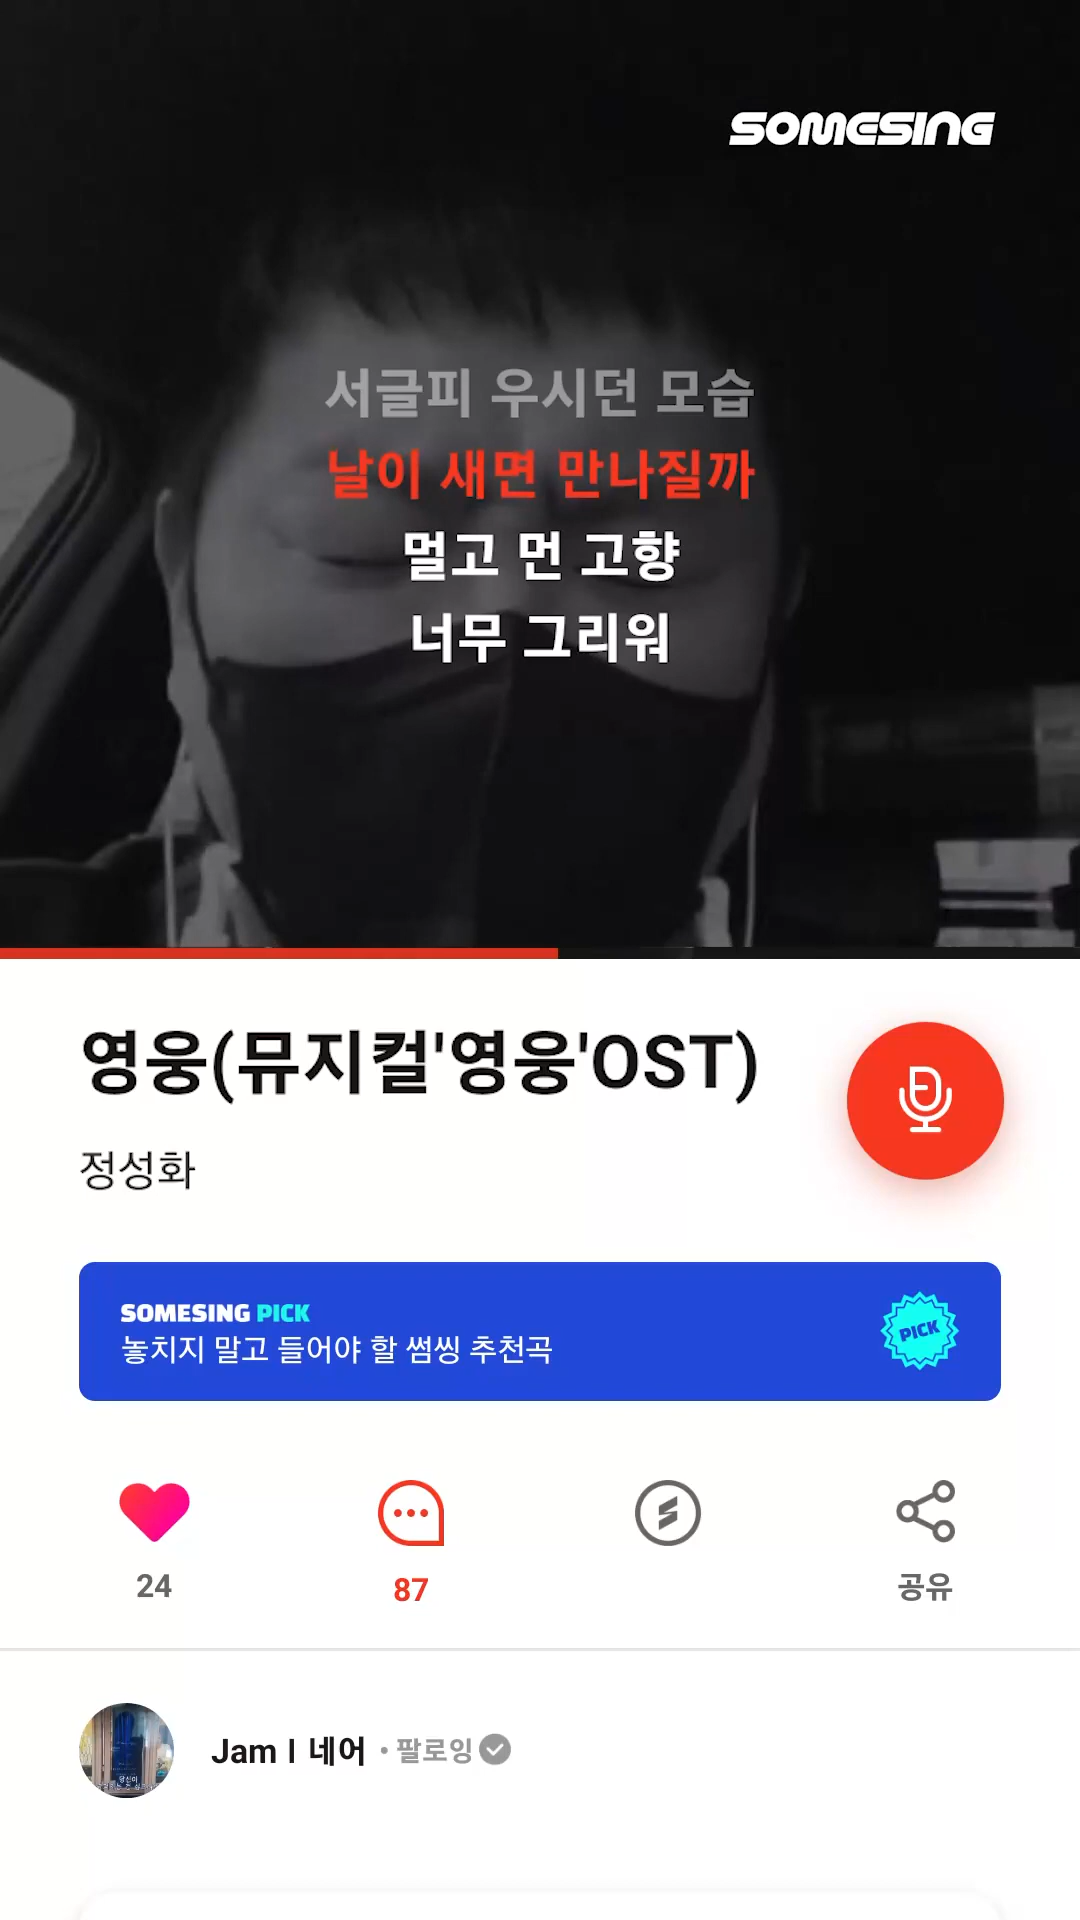 SOMESING
서글피 우시던 모습
날이 새면 만나질까
멀고 먼 고향
너무 그리워
영웅(뮤지컬'영웅'OST)
정성화
SOMESING PICK
놓치지 말고 들어야 할 썸씽 추천곡
PICK
24
87
공유
Jam l 네어 • 팔로잉
당신이